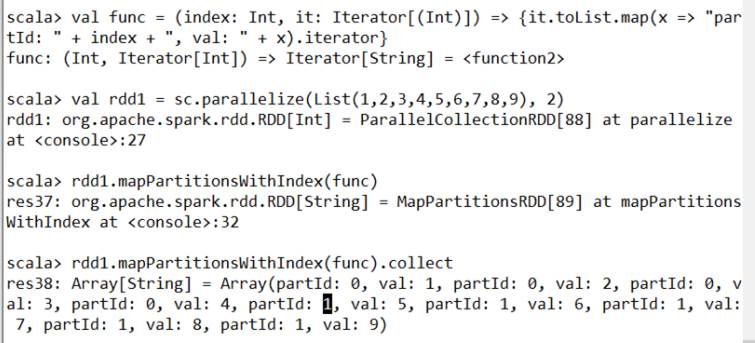 scala> val func = (index: Int, it: Iterator[(Int)]) => {it.toList.map(x => "par
tId: " + index + ", val: " + x).iterator}
func: (Int, Iterator[Int]) => Iterator[String] = <function2>
scala> val rdd1 = sc.parallelize(List(1,2,3,4,5,6,7,8,9), 2)
rdd1: org.apache.spark.rdd.RDD[Int] = ParallelCollectionRDD[88] at parallelize
at <console>:27
scala> rdd1.mapPartitionsWithIndex(func)
res37: org.apache.spark.rdd.RDD[String] = MapPartitionsRDD[89] at mapPartitions
WithIndex at <console>:32
scala> rdd1.mapPartitionsWithIndex(func).collect
res38: Array[String] = Array(partId: 0, val: 1, partId: 0, val: 2, partId: 0, v
al: 3, partId: 0, val: 4, partId: 1, val: 5, partId: 1, val: 6, partId: 1, val:
 7, partId: 1, val: 8, partId: 1, val: 9)